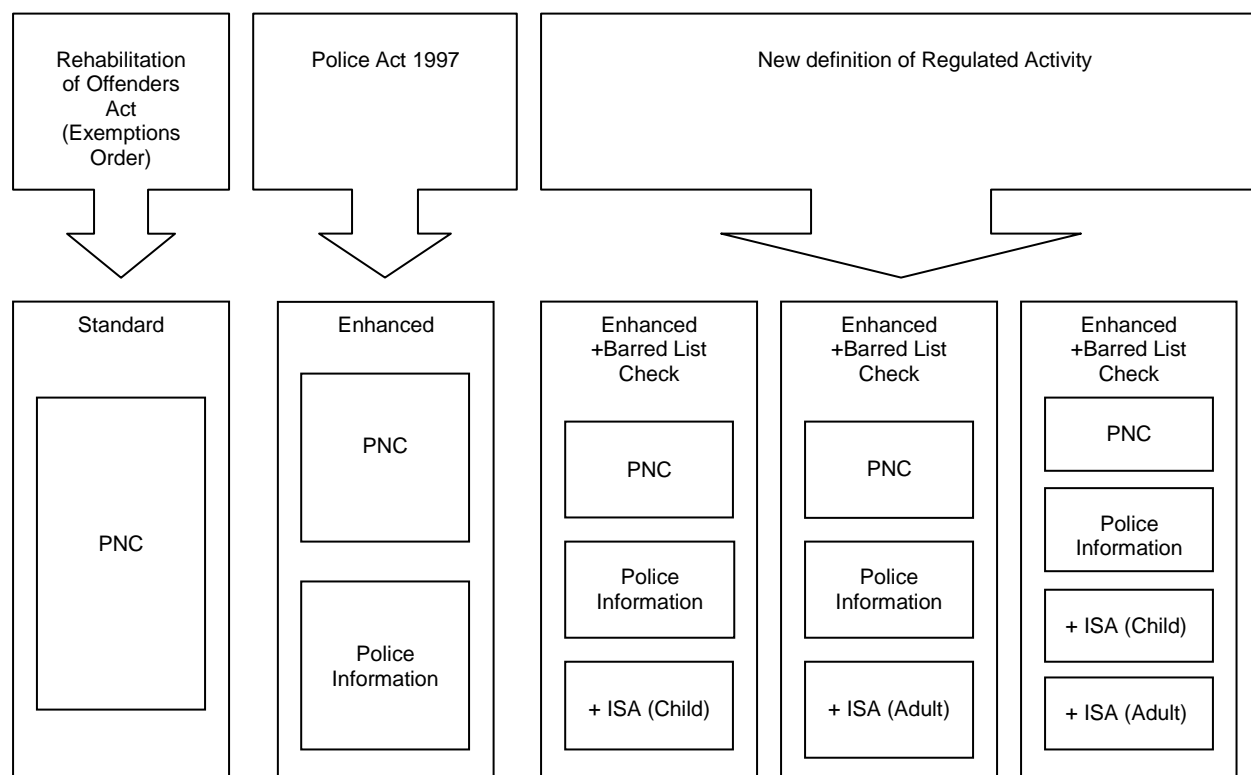 Rehabilitation
of Offenders
Act
(Exemptions
Order)
Police Act 1997
New definition of Regulated Activity
Standard
PNC
Enhanced
PNC
Police
Information
Enhanced
+Barred List
Check
PNC
Police
Information
+ ISA (Child)
Enhanced
+Barred List
Check
PNC
Police
Information
+ ISA (Adult)
Enhanced
+Barred List
Check
PNC
Police
Information
+ ISA (Child)
+ ISA (Adult)